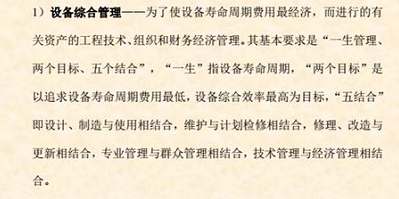 1）设备综合管理——为了使设备寿命周期费用最经济，而进行的有
关资产的工程技术、组织和财务经济管理。其基本要求是“一生管理、
两个目标、五个结合”，“一生”指设备寿命周期，“两个目标”是
以追求设备寿命周期费用最低，设备综合效率最高为目标，“五结合”
即设计、制造与使用相结合，维护与计划检修相结合，修理、改造与
更新相结合，专业管理与群众管理相结合，技术管理与经济管理相结
合。